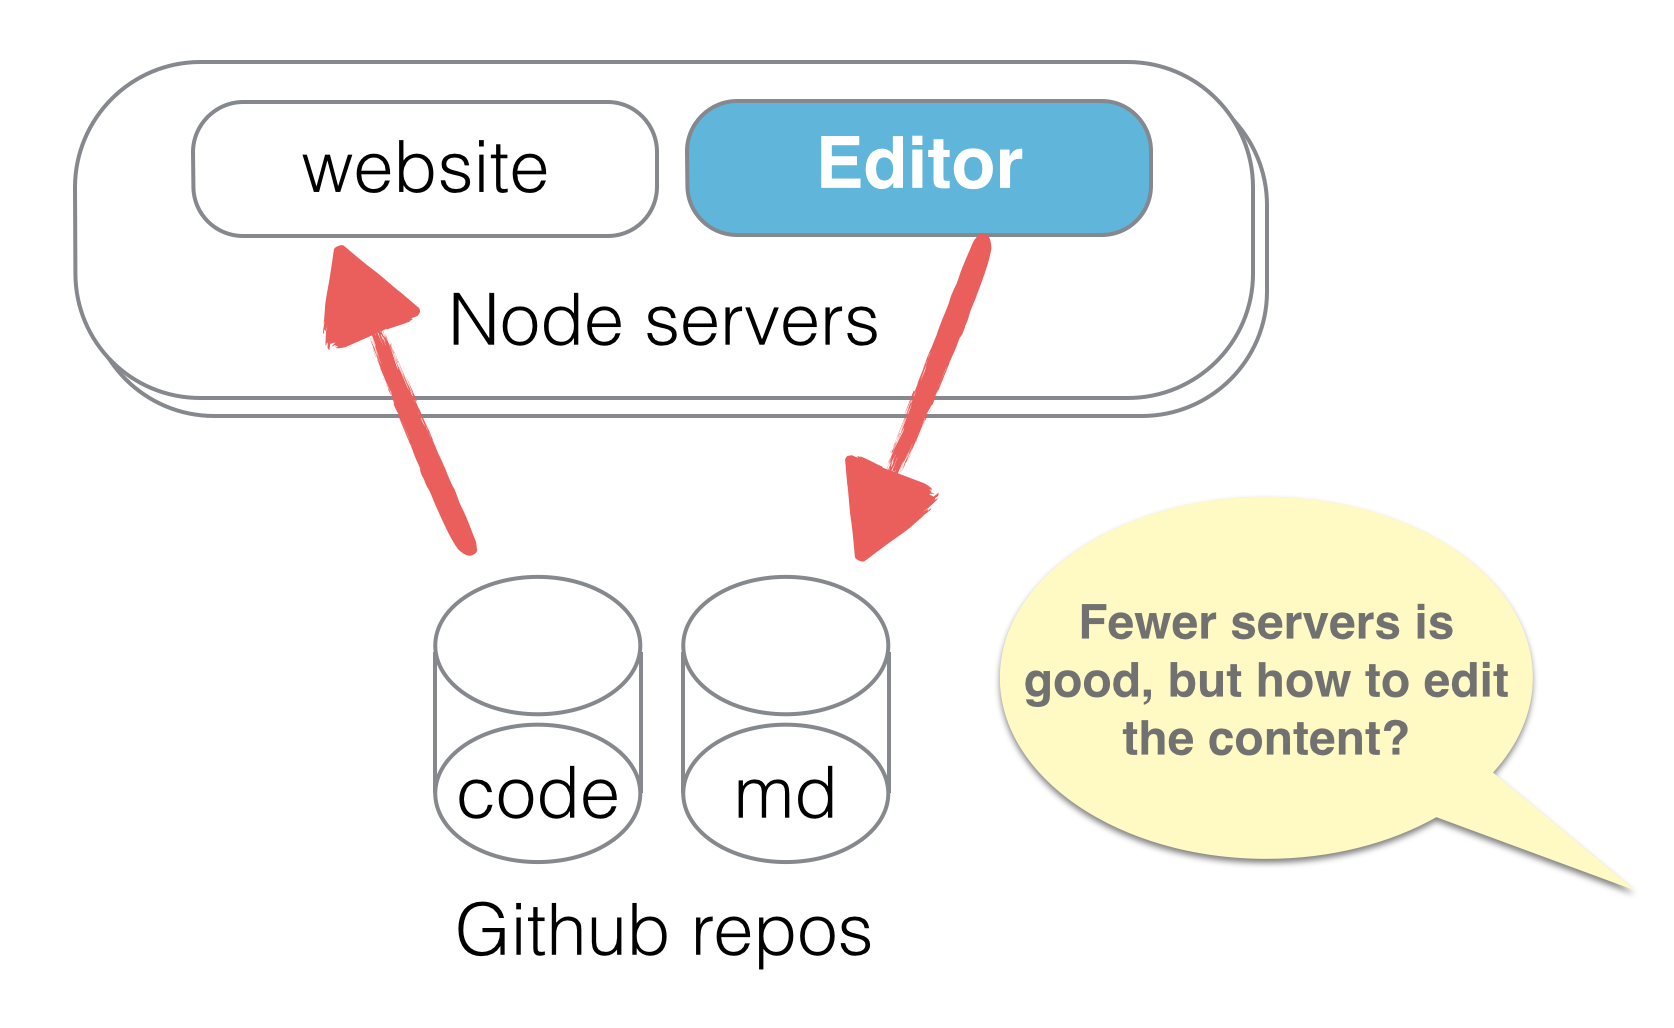 website
Editor
Node servers
code
md
Github repos
Fewer servers is
good, but how to edit
the content?